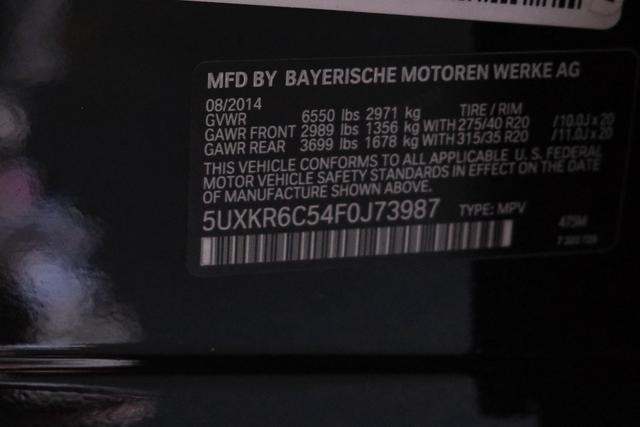 MFD BY BAYERISCHE MOTOREN WERKE AG
08/2014
GVWR 6550 lbs 2971 kg TIRE / RIM
GAWR FRONT 2989 lbs 1356 kg WITH 275/40 R20 /10.0J x 20
GAWR REAR 3699 lbs 1678 kg WITH 315/35 R20 /11.0J x 20
THIS VEHICLE CONFORMS TO ALL APPLICABLE U.S. FEDERAL
MOTOR VEHICLE SAFETY STANDARDS IN EFFECT ON THE DATE
OF MANUFACTURE SHOWN ABOVE.
5UXKR6C54F0J73987 TYPE: MPV
475M